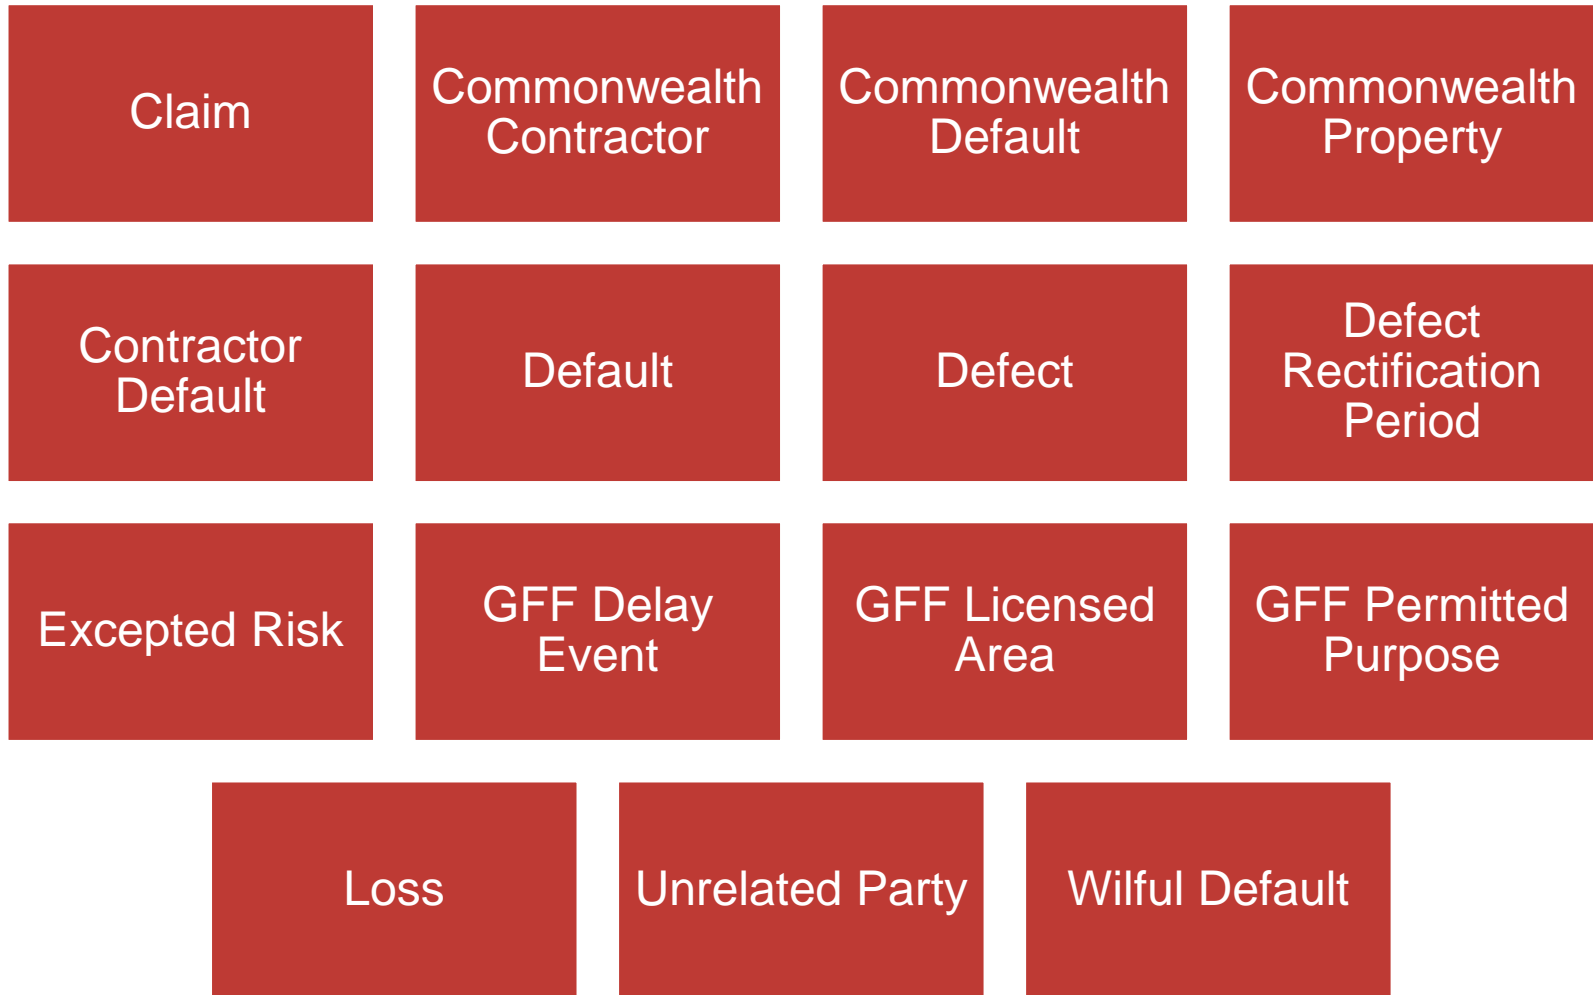 Claim
Commonwealth
Contractor
Commonwealth
Default
Commonwealth
Property
Contractor
Default
Default
Defect
Defect
Rectification
Period
Excepted Risk
GFF Delay
Event
GFF Licensed
Area
GFF Permitted
Purpose
Loss
Unrelated Party
Wilful Default